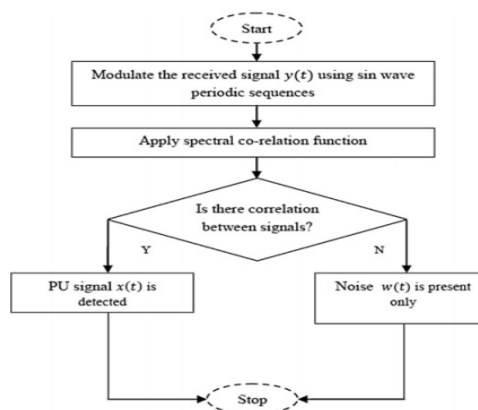 Start
Modulate the received signal y(t) using sin wave
periodic sequences
Apply spectral co-relation function
Is there correlation
between signals?
Y
N
PU signal x(t) is
detected
Noise w(t) is present
only
Stop